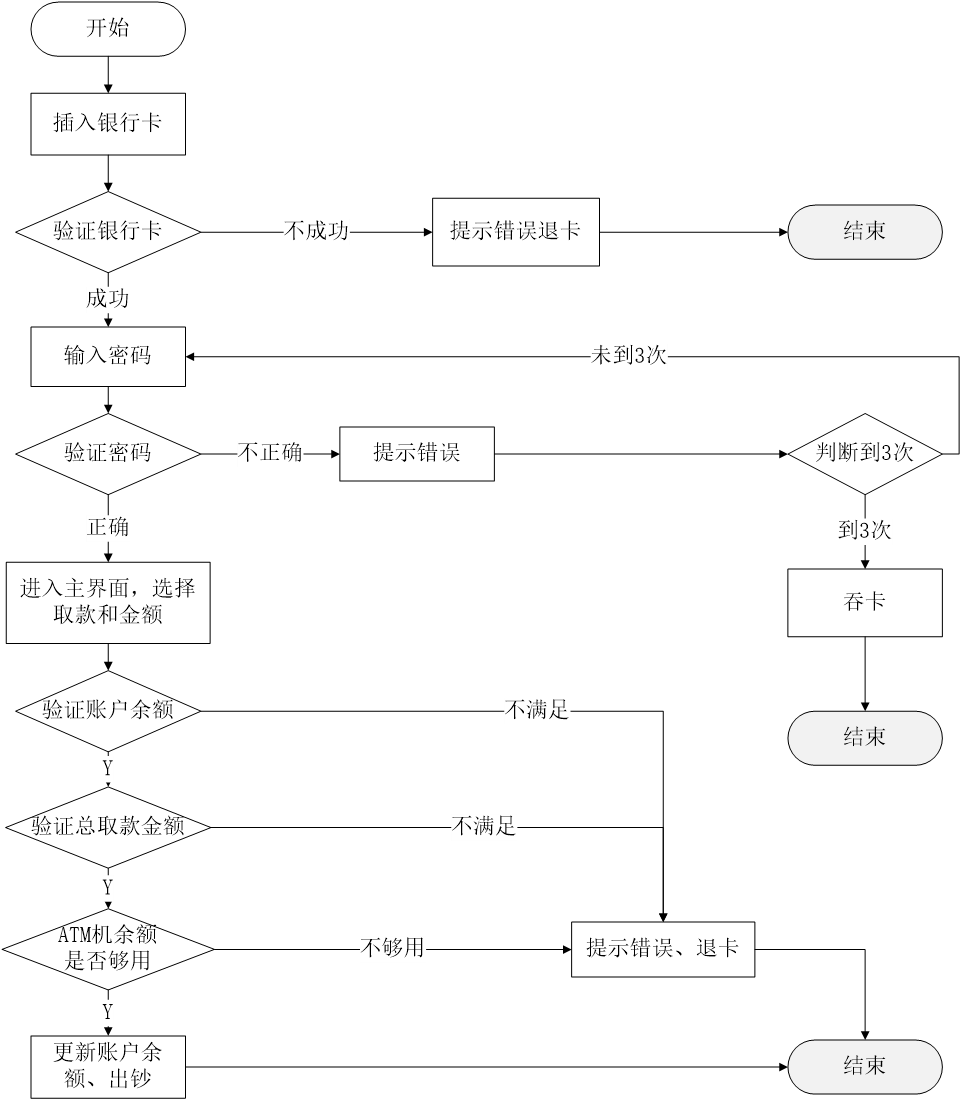 开始
插入银行卡
验证银行卡
不成功
提示错误退卡
结束
成功
输入密码
未到3次
验证密码
不正确
提示错误
判断到3次
正确
到3次
进入主界面，选择
取款和金额
吞卡
验证账户余额
不满足
结束
Y
验证总取款金额
不满足
Y
ATM机余额
是否够用
不够用
提示错误、退卡
Y
更新账户余
额、出钞
结束